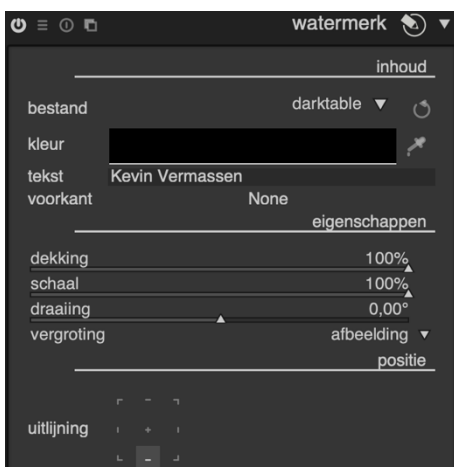 watermerk
inhoud
bestand darktable
kleur
tekst Kevin Vermassen
voorkant None
eigenschappen
dekking 100%
schaal 100%
draaiing 0,00°
vergroting afbeelding
positie
uitlijning